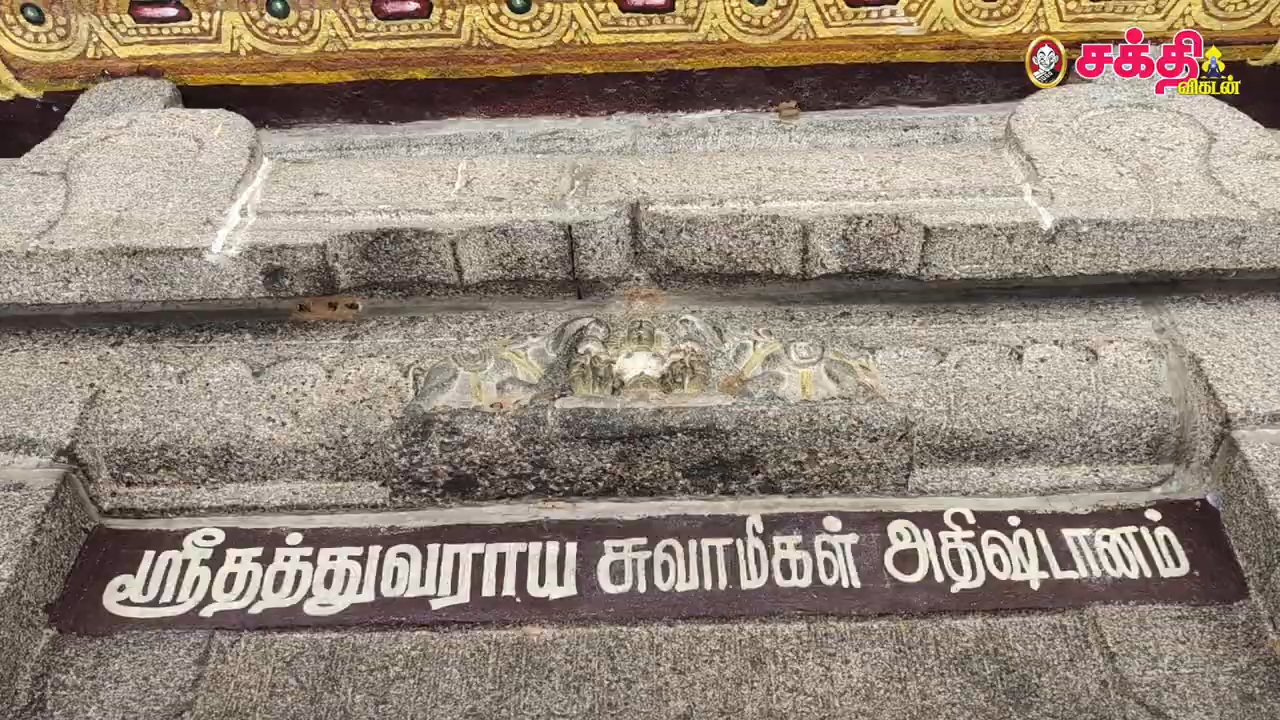 சக்தி
விகடன்
ஸ்ரீதத்துவராய சுவாமிகள் அதிஷ்டானம்